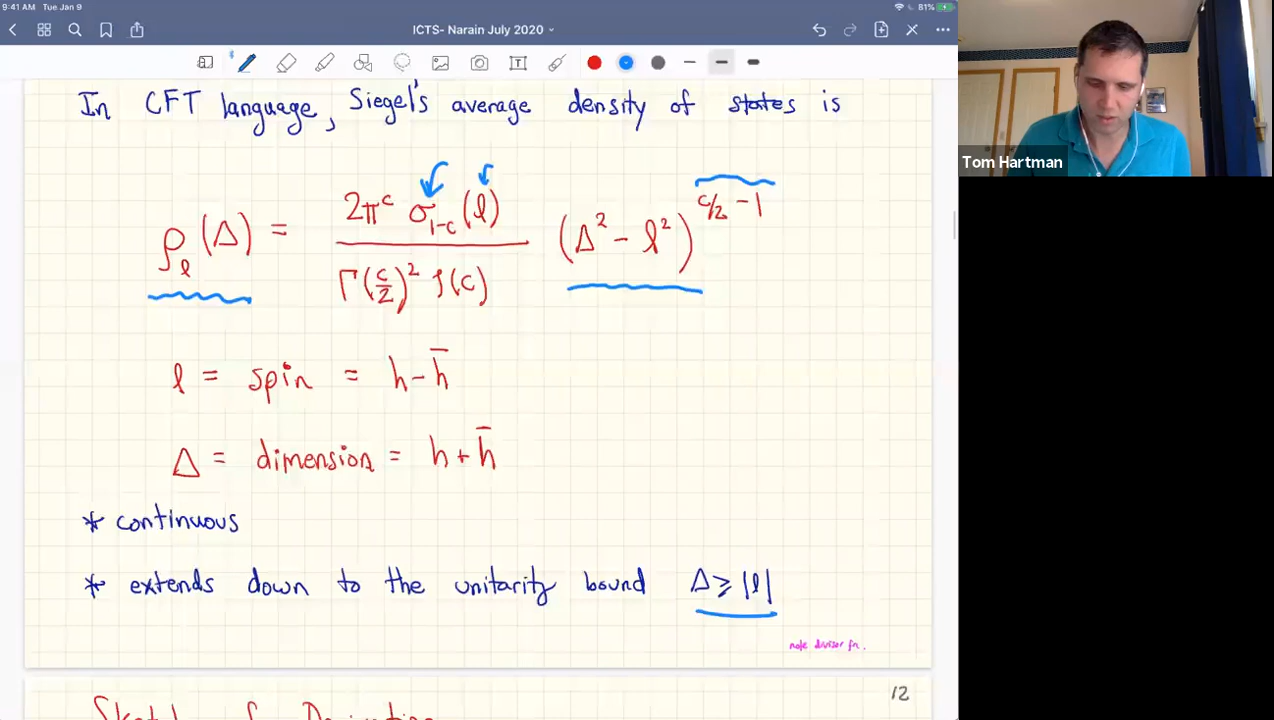 9:41 AM Tue Jan 9
81%
ICTS- Narain July 2020
In CFT language, Siegel's average density of states is
ρ_ℓ(Δ) = 2π^c σ_{1-c}(ℓ) / Γ(c/2)² ζ(c) (Δ² - ℓ²)^{c/2 - 1}
ℓ = spin = h - h̄
Δ = dimension = h + h̄
* continuous
* extends down to the unitarity bound Δ ≥ |ℓ|
note divisor fn.
12
Tom Hartman